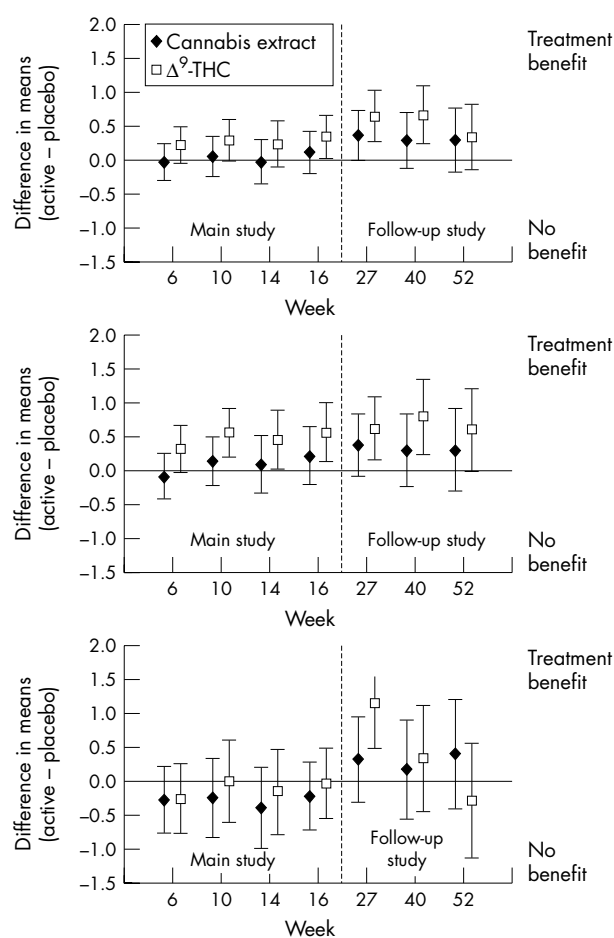 2.0
1.5
1.0
0.5
0.0
–0.5
–1.0
–1.5
Difference in means
(active – placebo)
Cannabis extract
Δ⁹-THC
Treatment
benefit
Main study
Follow-up study
No
benefit
6 10 14 16 27 40 52
Week
2.0
1.5
1.0
0.5
0.0
–0.5
–1.0
–1.5
Difference in means
(active – placebo)
Treatment
benefit
Main study
Follow-up study
No
benefit
6 10 14 16 27 40 52
Week
2.0
1.5
1.0
0.5
0.0
–0.5
–1.0
–1.5
Difference in means
(active – placebo)
Treatment
benefit
Main study
Follow-up
study
No
benefit
6 10 14 16 27 40 52
Week